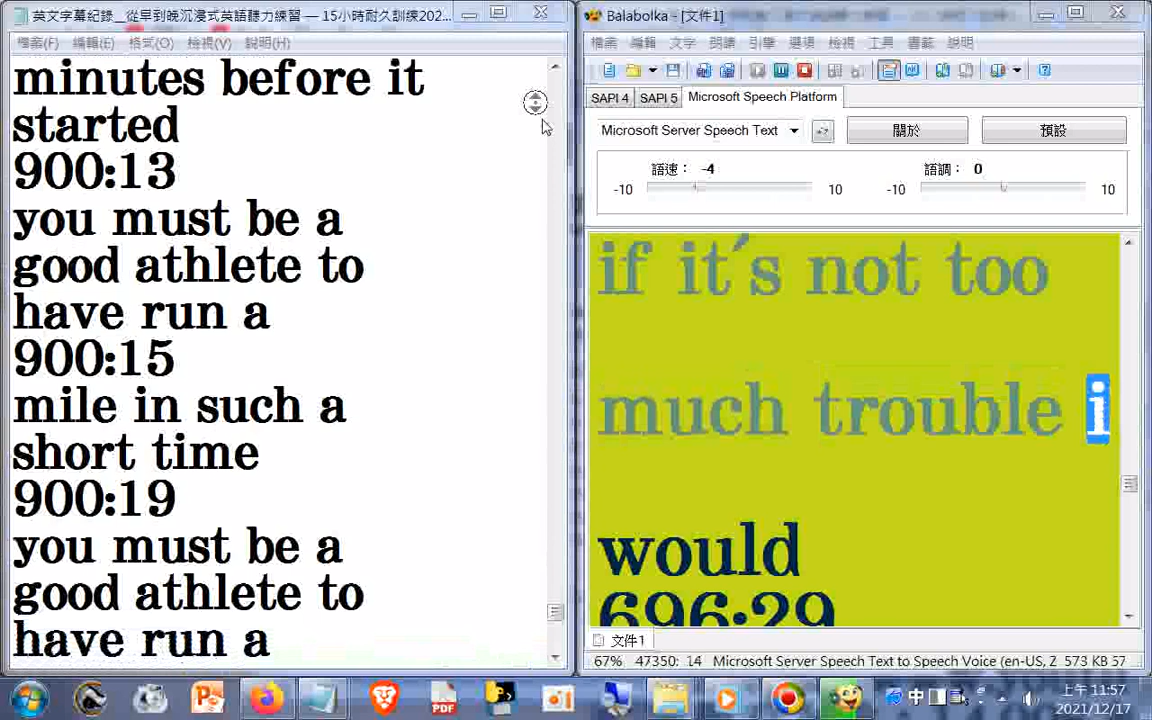 英文字幕紀錄__從早到晚沉浸式英語聽力練習 — 15小時耐久訓練202...
檔案(F) 編輯(E) 格式(O) 檢視(V) 說明(H)
minutes before it
started
900:13
you must be a
good athlete to
have run a
900:15
mile in such a
short time
900:19
you must be a
good athlete to
have run a
Balabolka - [文件1]
檔案 編輯 文字 朗讀 引擎 選項 檢視 工具 書籤 說明
SAPI 4 SAPI 5 Microsoft Speech Platform
Microsoft Server Speech Text 關於 預設
語速： -4 語調： 0
-10 10 -10 10
if it's not too
much trouble i
would
696:29
文件1
67% 47350: 14 Microsoft Server Speech Text to Speech Voice (en-US, Z 573 KB 57
PDF
中
上午 11:57
2021/12/17